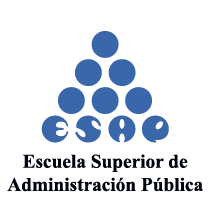 ESAP
Escuela Superior de
Administración Pública